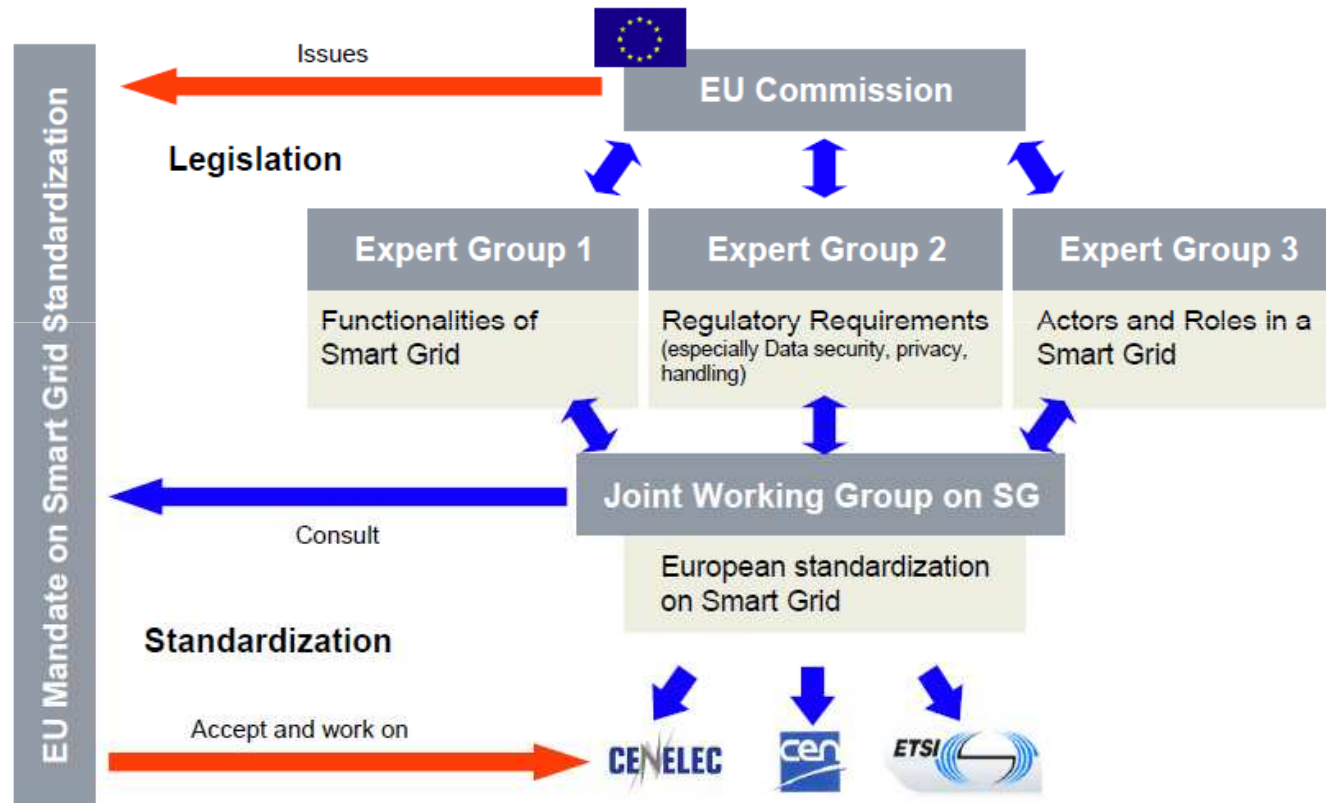 EU Mandate on Smart Grid Standardization
Issues
EU Commission
Legislation
Expert Group 1
Expert Group 2
Expert Group 3
Functionalities of
Smart Grid
Regulatory Requirements
(especially Data security, privacy,
handling)
Actors and Roles in a
Smart Grid
Joint Working Group on SG
Consult
European standardization
on Smart Grid
Standardization
Accept and work on
CENELEC
cen
ETSI